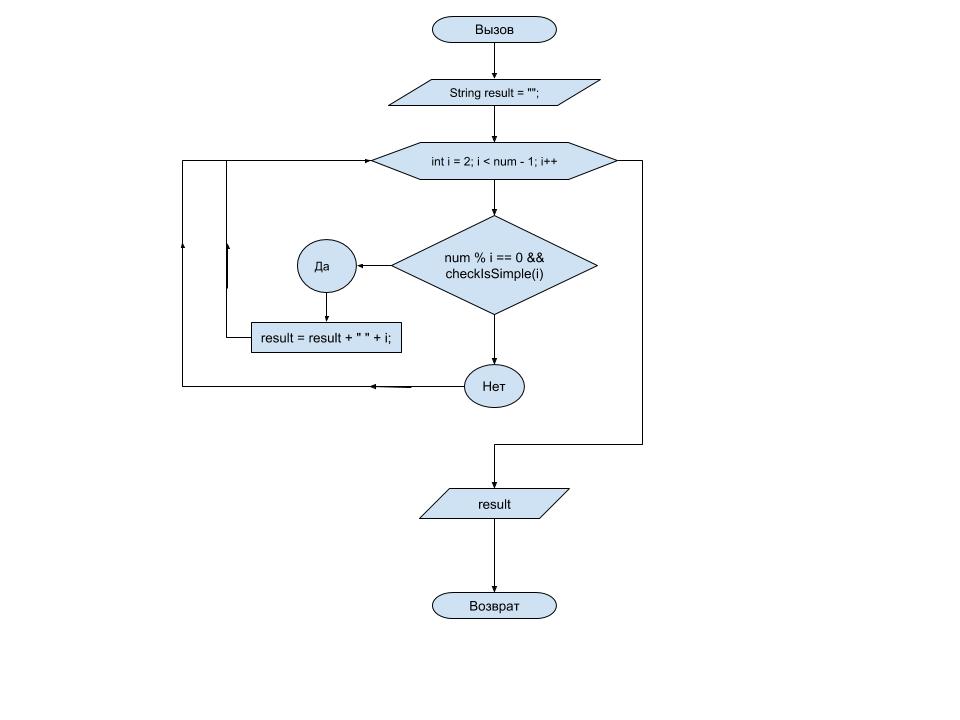 Вызов
String result = "";
int i = 2; i < num - 1; i++
num % i == 0 &&
checkIsSimple(i)
Да
result = result + " " + i;
Нет
result
Возврат